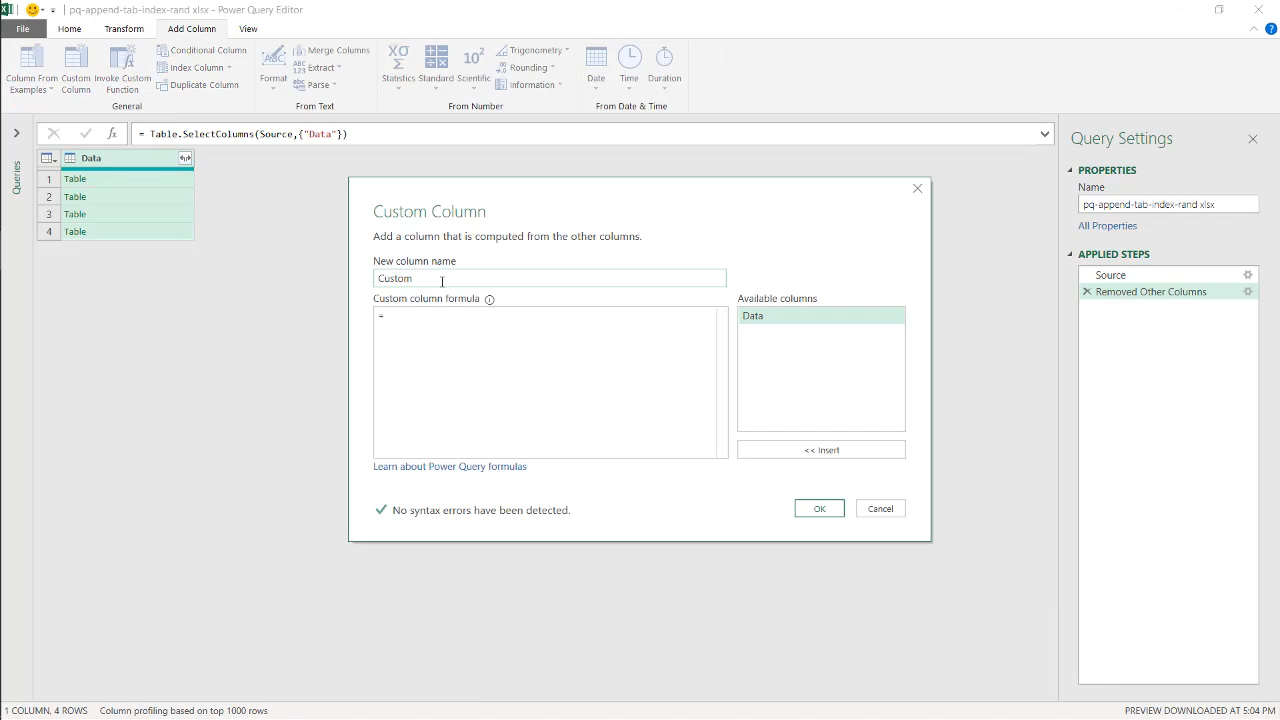 pq-append-tab-index-rand xlsx - Power Query Editor
File Home Transform Add Column View
Column From Examples
Custom Column
Invoke Custom Function
Conditional Column
Index Column
Duplicate Column
General
Format
Merge Columns
Extract
Parse
From Text
Statistics
Standard
Scientific
Trigonometry
Rounding
Information
From Number
Date
Time
Duration
From Date & Time
= Table.SelectColumns(Source,{"Data"})
Queries
Data
1 Table
2 Table
3 Table
4 Table
Custom Column
Add a column that is computed from the other columns.
New column name
Custom
Custom column formula
=
Available columns
Data
<< Insert
Learn about Power Query formulas
No syntax errors have been detected.
OK
Cancel
Query Settings
PROPERTIES
Name
pq-append-tab-index-rand xlsx
All Properties
APPLIED STEPS
Source
Removed Other Columns
1 COLUMN, 4 ROWS
Column profiling based on top 1000 rows
PREVIEW DOWNLOADED AT 5:04 PM